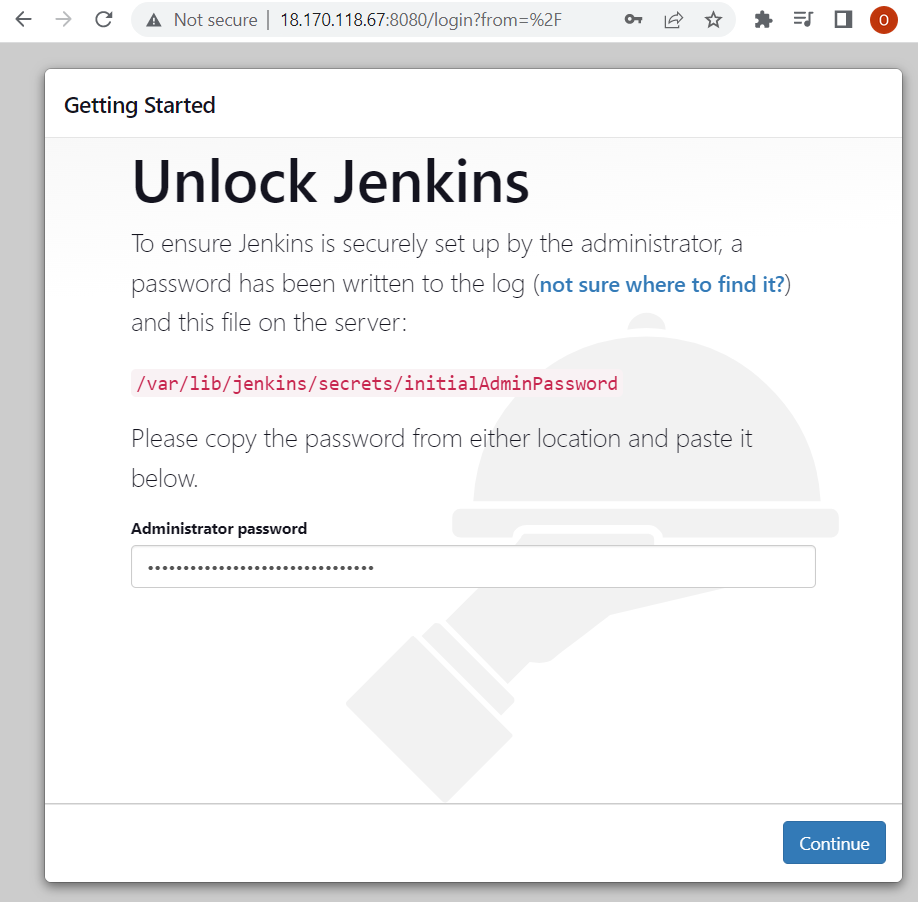 Not secure | 18.170.118.67:8080/login?from=%2F
O
Getting Started
Unlock Jenkins
To ensure Jenkins is securely set up by the administrator, a
password has been written to the log (not sure where to find it?)
and this file on the server:
/var/lib/jenkins/secrets/initialAdminPassword
Please copy the password from either location and paste it
below.
Administrator password
••••••••••••••••••••••••••••••••
Continue